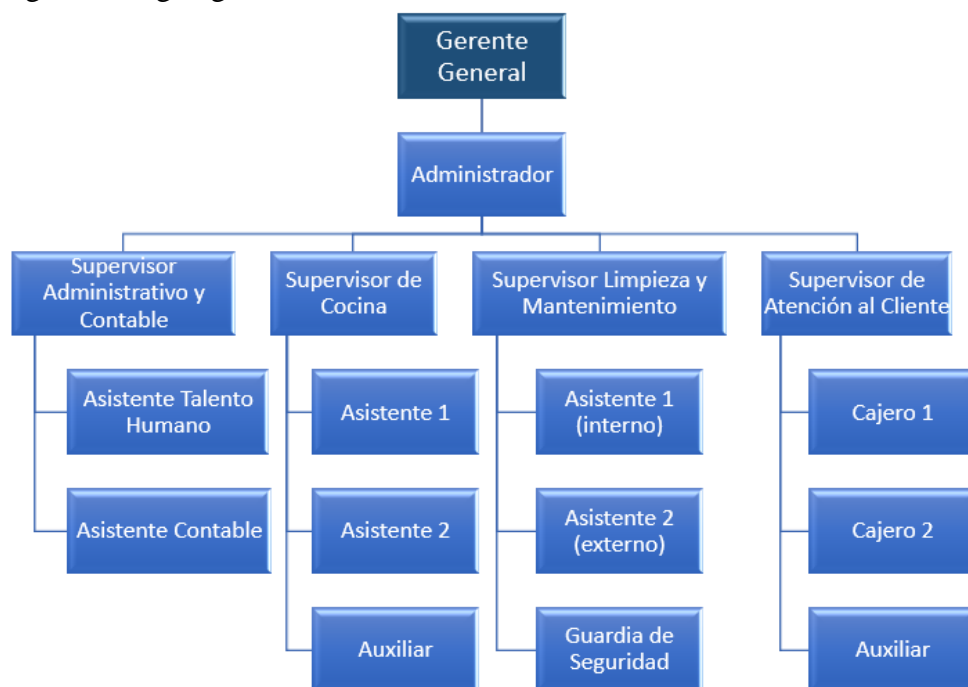 Gerente
General
Administrador
Supervisor
Administrativo y
Contable
Supervisor de
Cocina
Supervisor Limpieza y
Mantenimiento
Supervisor de
Atención al Cliente
Asistente Talento
Humano
Asistente 1
Asistente 1
(interno)
Cajero 1
Asistente Contable
Asistente 2
Asistente 2
(externo)
Cajero 2
Auxiliar
Guardia de
Seguridad
Auxiliar